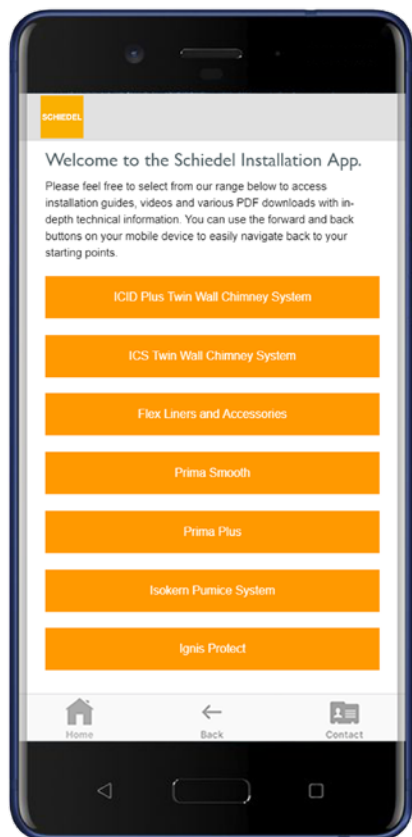 SCHIEDEL
Welcome to the Schiedel Installation App.
Please feel free to select from our range below to access
installation guides, videos and various PDF downloads with in-
depth technical information. You can use the forward and back
buttons on your mobile device to easily navigate back to your
starting points.
ICID Plus Twin Wall Chimney System
ICS Twin Wall Chimney System
Flex Liners and Accessories
Prima Smooth
Prima Plus
Isokern Pumice System
Ignis Protect
Home
Back
Contact